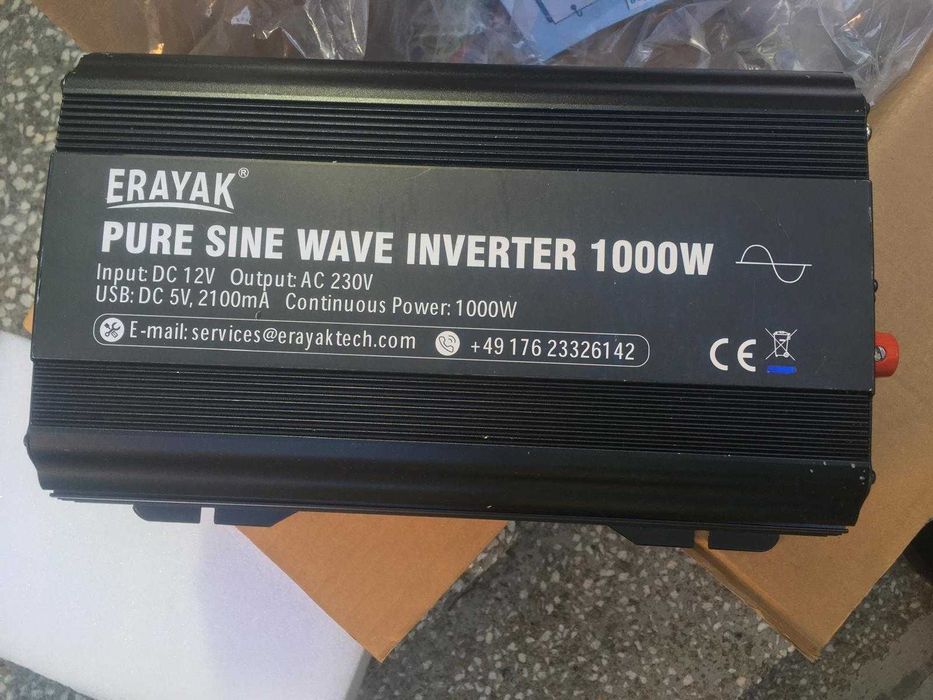 ERAYAK®
PURE SINE WAVE INVERTER 1000W
Input: DC 12V Output: AC 230V
USB: DC 5V, 2100mA Continuous Power: 1000W
E-mail: services@erayaktech.com +49 176 23326142
CE